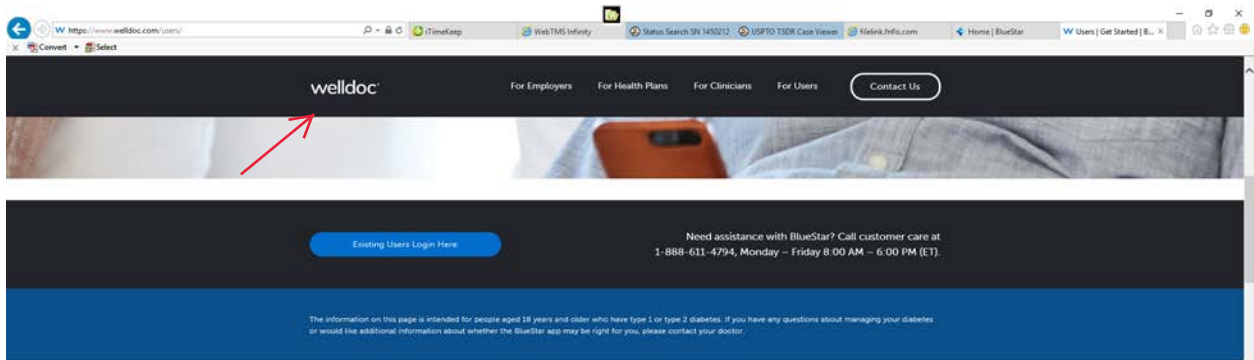 https://www.welldoc.com/users/
iTimeKeep
WebTMS Infinity
Status Search SN 1450212
USPTO TSDR Case Viewer
filelink.fnfis.com
Home | BlueStar
Users | Get Started | B...
x Convert Select
welldoc
For Employers
For Health Plans
For Clinicians
For Users
Contact Us
Existing Users Login Here
Need assistance with BlueStar? Call customer care at
1-888-611-4794, Monday – Friday 8:00 AM – 6:00 PM (ET).
The information on this page is intended for people aged 18 years and older who have type 1 or type 2 diabetes. If you have any questions about managing your diabetes
or would like additional information about whether the BlueStar app may be right for you, please contact your doctor.